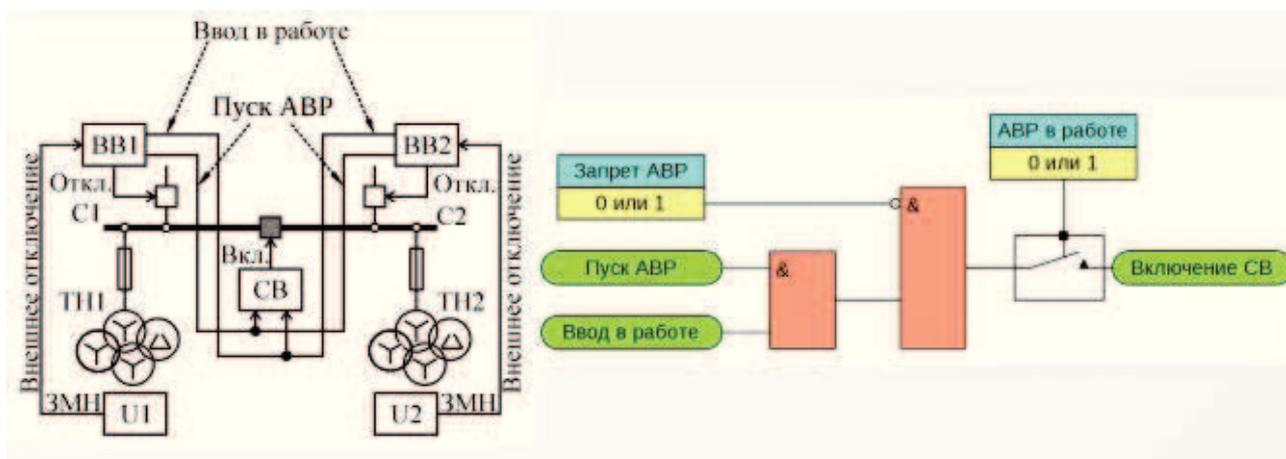 Ввод в работе
Пуск АВР
ВВ1
ВВ2
Откл.
Откл.
С1
С2
Вкл.
СВ
ТН1
ТН2
Внешнее отключение
Внешнее отключение
ЗМН
U1
U2
ЗМН
АВР в работе
0 или 1
Запрет АВР
0 или 1
&
Пуск АВР
&
Включение СВ
Ввод в работе